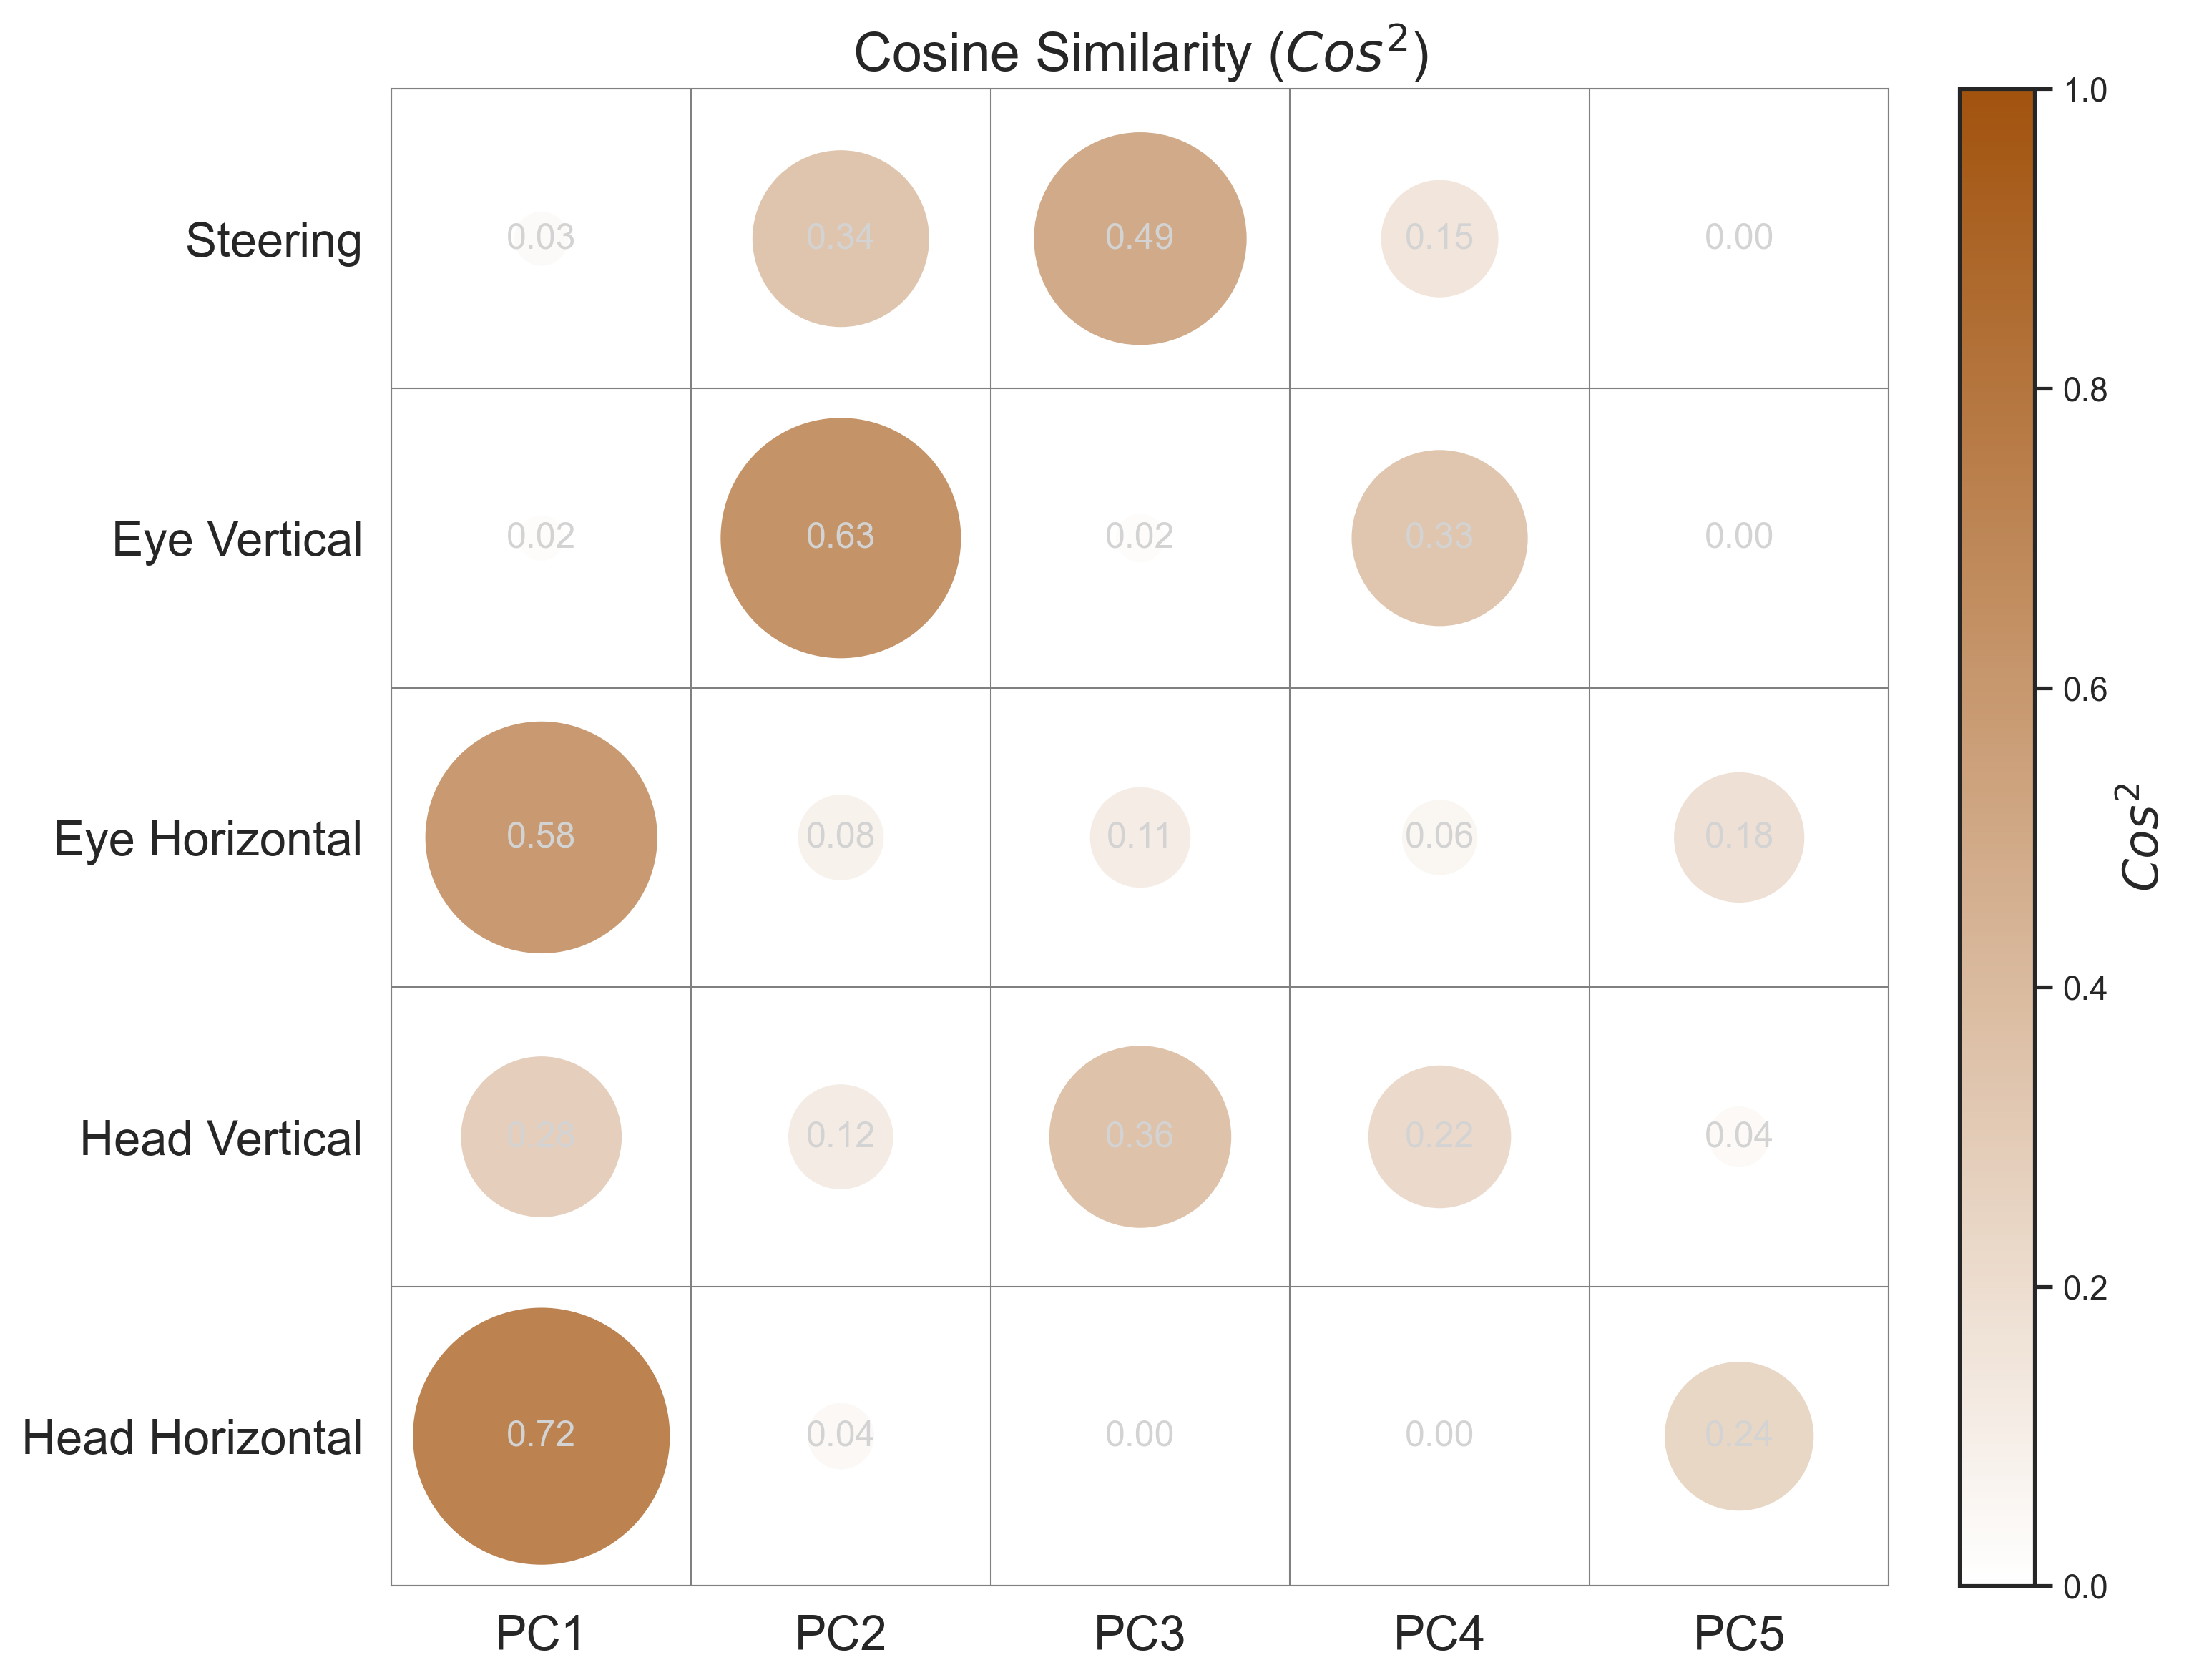 Cosine Similarity (Cos²)
Steering 0.03 0.34 0.49 0.15 0.00
Eye Vertical 0.02 0.63 0.02 0.33 0.00
Eye Horizontal 0.58 0.08 0.11 0.06 0.18
Head Vertical 0.28 0.12 0.36 0.22 0.04
Head Horizontal 0.72 0.04 0.00 0.00 0.24
PC1 PC2 PC3 PC4 PC5
1.0
0.8
0.6
0.4
0.2
0.0
Cos²